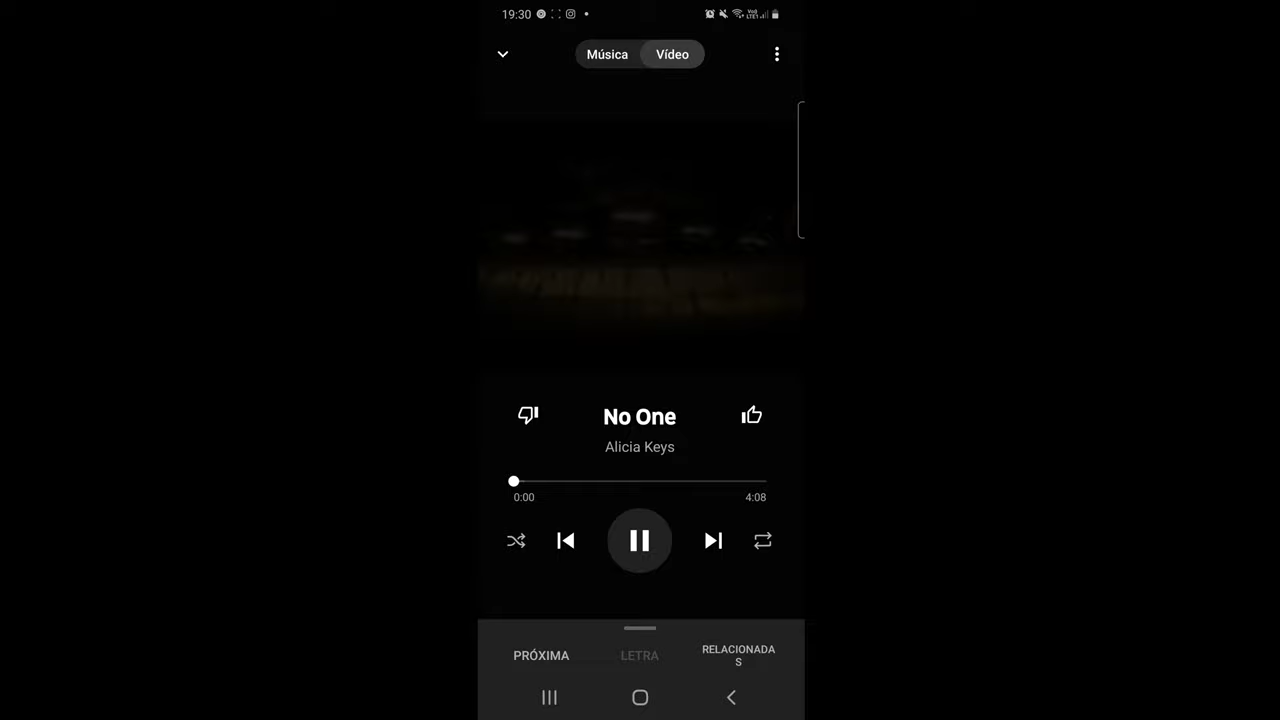 19:30
Música Vídeo
No One
Alicia Keys
0:00 4:08
PRÓXIMA LETRA RELACIONADA
S